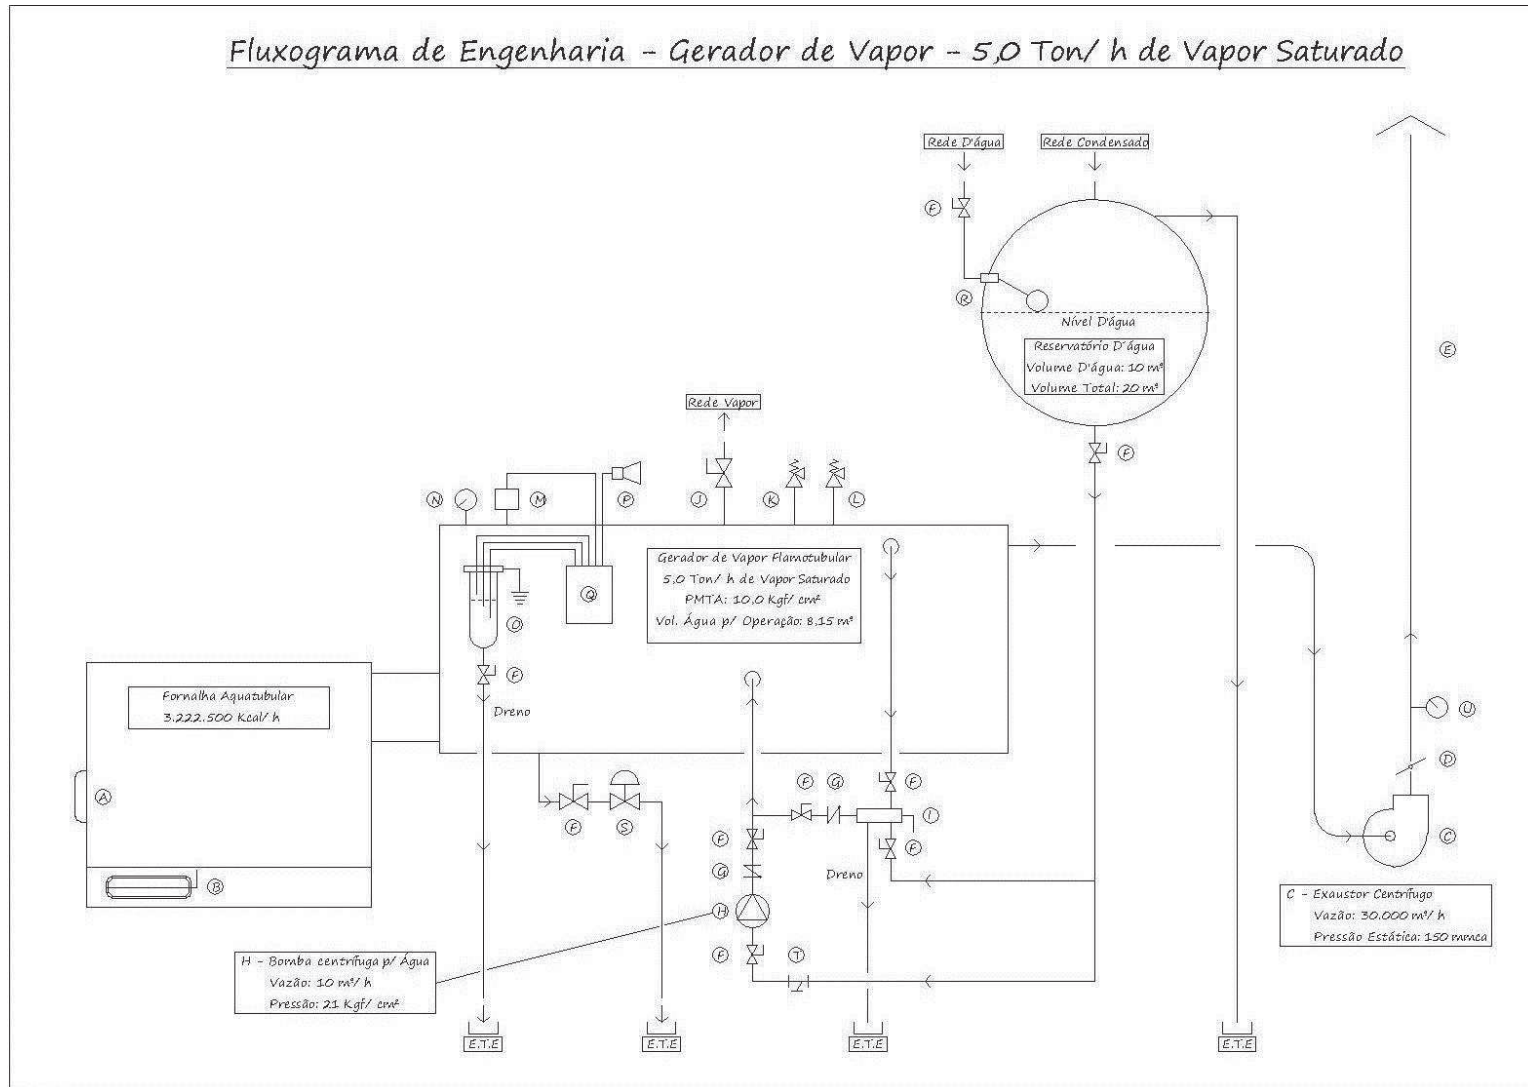 Fluxograma de Engenharia - Gerador de Vapor - 5,0 Ton/ h de Vapor Saturado
Rede D'água
Rede Condensado
F
R
Nível D'água
Reservatório D'água
Volume D'água: 10 m³
Volume Total: 20 m³
E
F
Rede Vapor
N
M
P
J
K
L
Gerador de Vapor Flamotubular
5,0 Ton/ h de Vapor Saturado
PMTA: 10,0 Kgf/ cm²
Vol. Água p/ Operação: 8,15 m³
Q
O
F
Dreno
Fornalha Aquatubular
3.222.500 Kcal/ h
A
B
F
S
F
G
F
I
F
F
G
H
F
T
Dreno
U
D
C
C - Exaustor Centrífugo
Vazão: 30.000 m³/ h
Pressão Estática: 150 mmca
H - Bomba centrífuga p/ Água
Vazão: 10 m³/ h
Pressão: 21 Kgf/ cm²
E.T.E
E.T.E
E.T.E
E.T.E